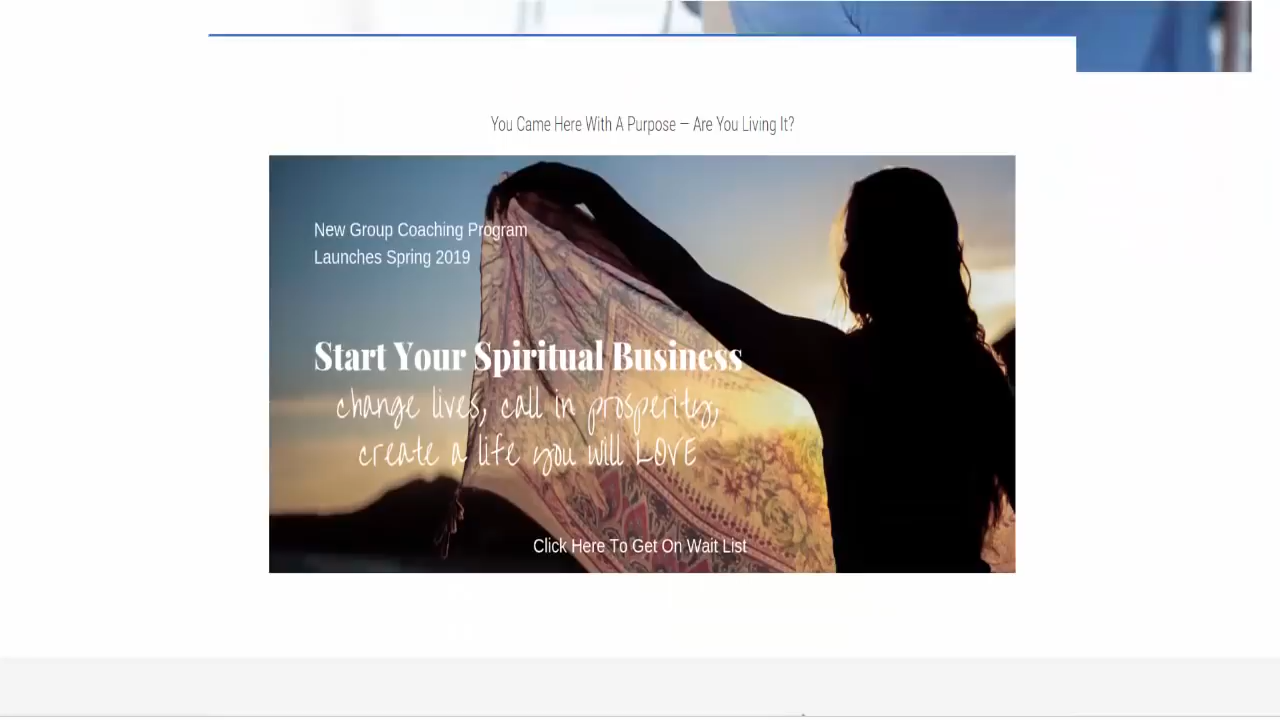 You Came Here With A Purpose – Are You Living It?
New Group Coaching Program
Launches Spring 2019
Start Your Spiritual Business
change lives, call in prosperity,
create a life you will LOVE
Click Here To Get On Wait List